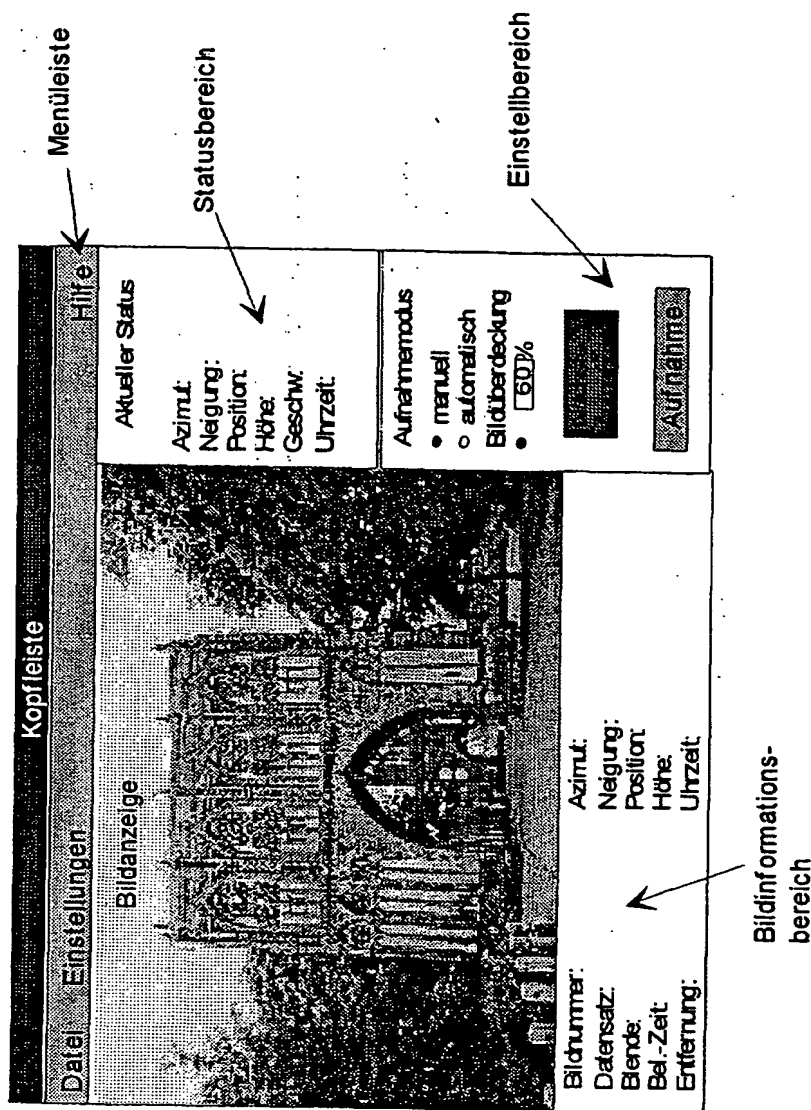 Kopfleiste
Datei Einstellungen Hilfe
Menüleiste
Bildanzeige
Aktueller Status
Azimut:
Neigung:
Position:
Höhe:
Geschw.:
Uhrzeit:
Statusbereich
Aufnahmemodus
manuell
automatisch
Bildüberdeckung
60%
Aufnahme
Einstellbereich
Bildnummer:
Datensatz:
Blende:
Bel.-Zeit:
Entfernung:
Azimut:
Neigung:
Position:
Höhe:
Uhrzeit:
Bildinformations-
bereich